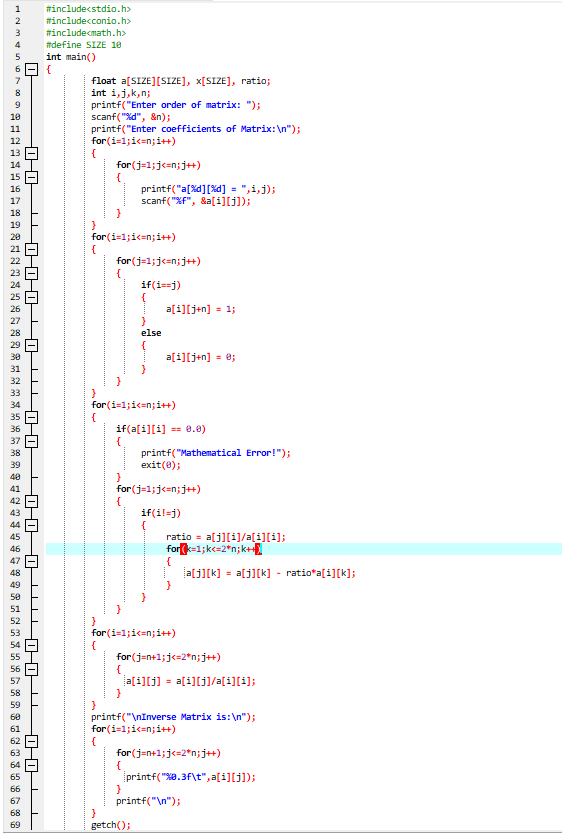 1 #include<stdio.h>
2 #include<conio.h>
3 #include<math.h>
4 #define SIZE 10
5 int main()
6 {
7 float a[SIZE][SIZE], x[SIZE], ratio;
8 int i,j,k,n;
9 printf("Enter order of matrix: ");
10 scanf("%d", &n);
11 printf("Enter coefficients of Matrix:\n");
12 for(i=1;i<=n;i++)
13 {
14 for(j=1;j<=n;j++)
15 {
16 printf("a[%d][%d] = ",i,j);
17 scanf("%f", &a[i][j]);
18 }
19 }
20 for(i=1;i<=n;i++)
21 {
22 for(j=1;j<=n;j++)
23 {
24 if(i==j)
25 {
26 a[i][j+n] = 1;
27 }
28 else
29 {
30 a[i][j+n] = 0;
31 }
32 }
33 }
34 for(i=1;i<=n;i++)
35 {
36 if(a[i][i] == 0.0)
37 {
38 printf("Mathematical Error!");
39 exit(0);
40 }
41 for(j=1;j<=n;j++)
42 {
43 if(i!=j)
44 {
45 ratio = a[j][i]/a[i][i];
46 for(k=1;k<=2*n;k++)
47 {
48 a[j][k] = a[j][k] - ratio*a[i][k];
49 }
50 }
51 }
52 }
53 for(i=1;i<=n;i++)
54 {
55 for(j=n+1;j<=2*n;j++)
56 {
57 a[i][j] = a[i][j]/a[i][i];
58 }
59 }
60 printf("\nInverse Matrix is:\n");
61 for(i=1;i<=n;i++)
62 {
63 for(j=n+1;j<=2*n;j++)
64 {
65 printf("%0.3f\t",a[i][j]);
66 }
67 printf("\n");
68 }
69 getch();